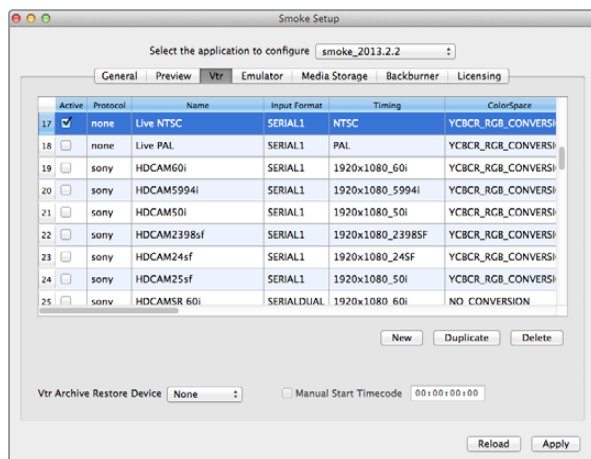 Smoke Setup
Select the application to configure smoke_2013.2.2
General Preview Vtr Emulator Media Storage Backburner Licensing
Active Protocol Name Input Format Timing ColorSpace
17 none Live NTSC SERIAL1 NTSC YCBCR_RGB_CONVERSI
18 none Live PAL SERIAL1 PAL YCBCR_RGB_CONVERSI
19 sony HDCAM60i SERIAL1 1920x1080_60i YCBCR_RGB_CONVERSI
20 sony HDCAM5994i SERIAL1 1920x1080_5994i YCBCR_RGB_CONVERSI
21 sony HDCAM50i SERIAL1 1920x1080_50i YCBCR_RGB_CONVERSI
22 sony HDCAM2398sf SERIAL1 1920x1080_2398SF YCBCR_RGB_CONVERSI
23 sony HDCAM24sf SERIAL1 1920x1080_24SF YCBCR_RGB_CONVERSI
24 sony HDCAM25sf SERIAL1 1920x1080_50i YCBCR_RGB_CONVERSI
25 sony HDCAMSR 60i SERIALDUAL 1920x1080 60i NO CONVERSION
New Duplicate Delete
Vtr Archive Restore Device None Manual Start Timecode 00:00:00:00
Reload Apply